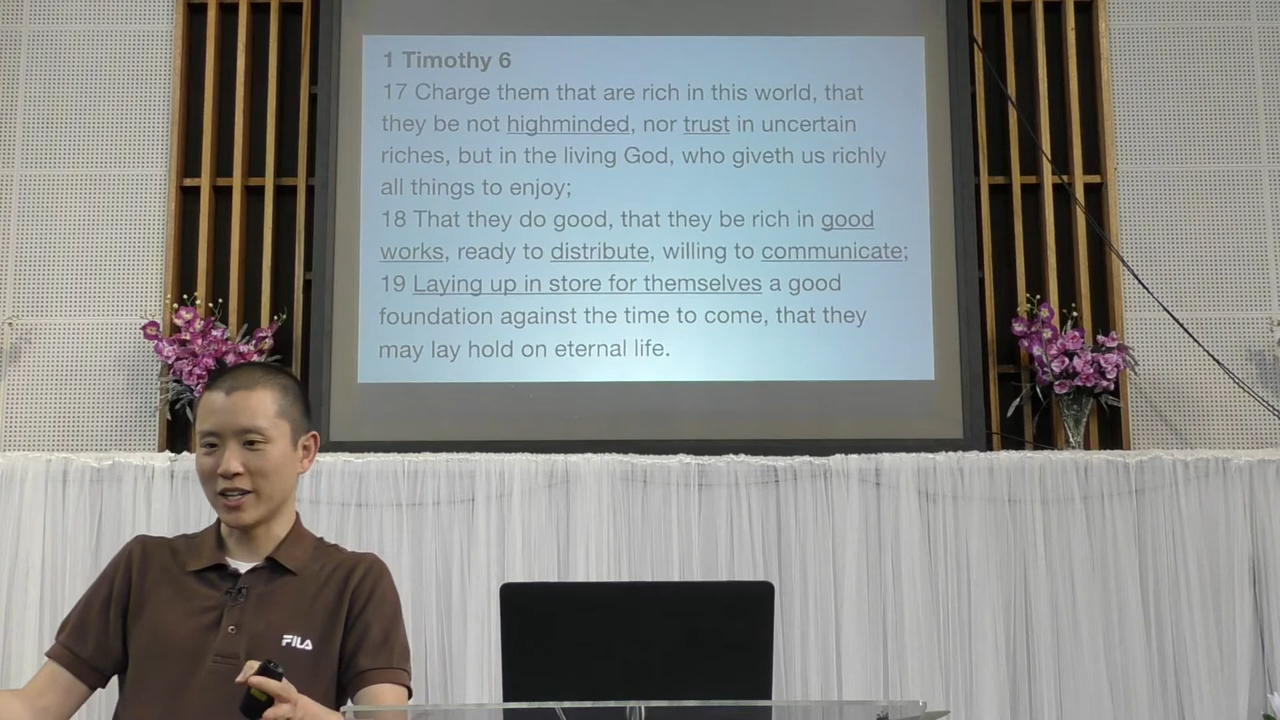 1 Timothy 6
17 Charge them that are rich in this world, that
they be not highminded, nor trust in uncertain
riches, but in the living God, who giveth us richly
all things to enjoy;
18 That they do good, that they be rich in good
works, ready to distribute, willing to communicate;
19 Laying up in store for themselves a good
foundation against the time to come, that they
may lay hold on eternal life.
FILA